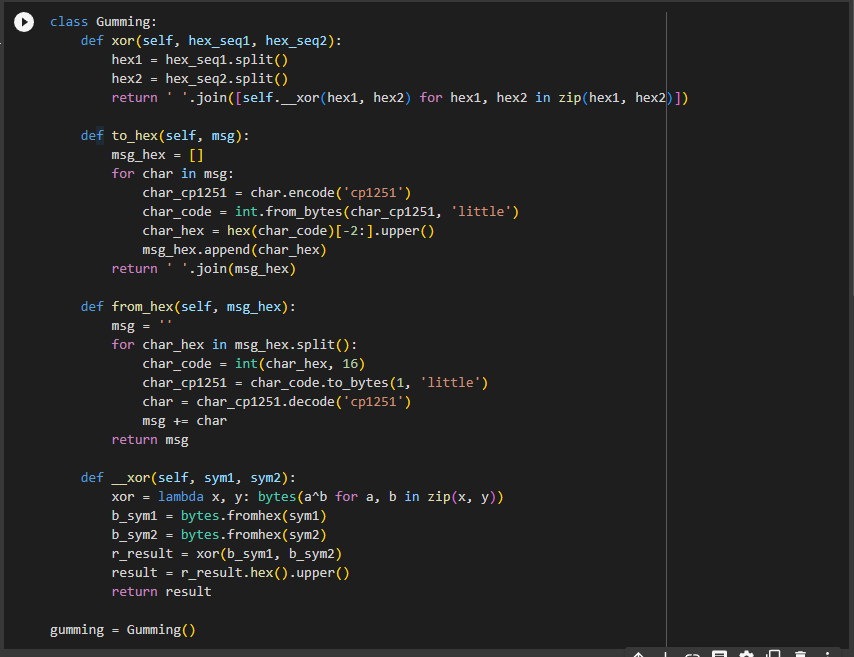 class Gumming:
    def xor(self, hex_seq1, hex_seq2):
        hex1 = hex_seq1.split()
        hex2 = hex_seq2.split()
        return ' '.join([self.__xor(hex1, hex2) for hex1, hex2 in zip(hex1, hex2)])
    def to_hex(self, msg):
        msg_hex = []
        for char in msg:
            char_cp1251 = char.encode('cp1251')
            char_code = int.from_bytes(char_cp1251, 'little')
            char_hex = hex(char_code)[-2:].upper()
            msg_hex.append(char_hex)
        return ' '.join(msg_hex)
    def from_hex(self, msg_hex):
        msg = ''
        for char_hex in msg_hex.split():
            char_code = int(char_hex, 16)
            char_cp1251 = char_code.to_bytes(1, 'little')
            char = char_cp1251.decode('cp1251')
            msg += char
        return msg
    def __xor(self, sym1, sym2):
        xor = lambda x, y: bytes(a^b for a, b in zip(x, y))
        b_sym1 = bytes.fromhex(sym1)
        b_sym2 = bytes.fromhex(sym2)
        r_result = xor(b_sym1, b_sym2)
        result = r_result.hex().upper()
        return result
gumming = Gumming()